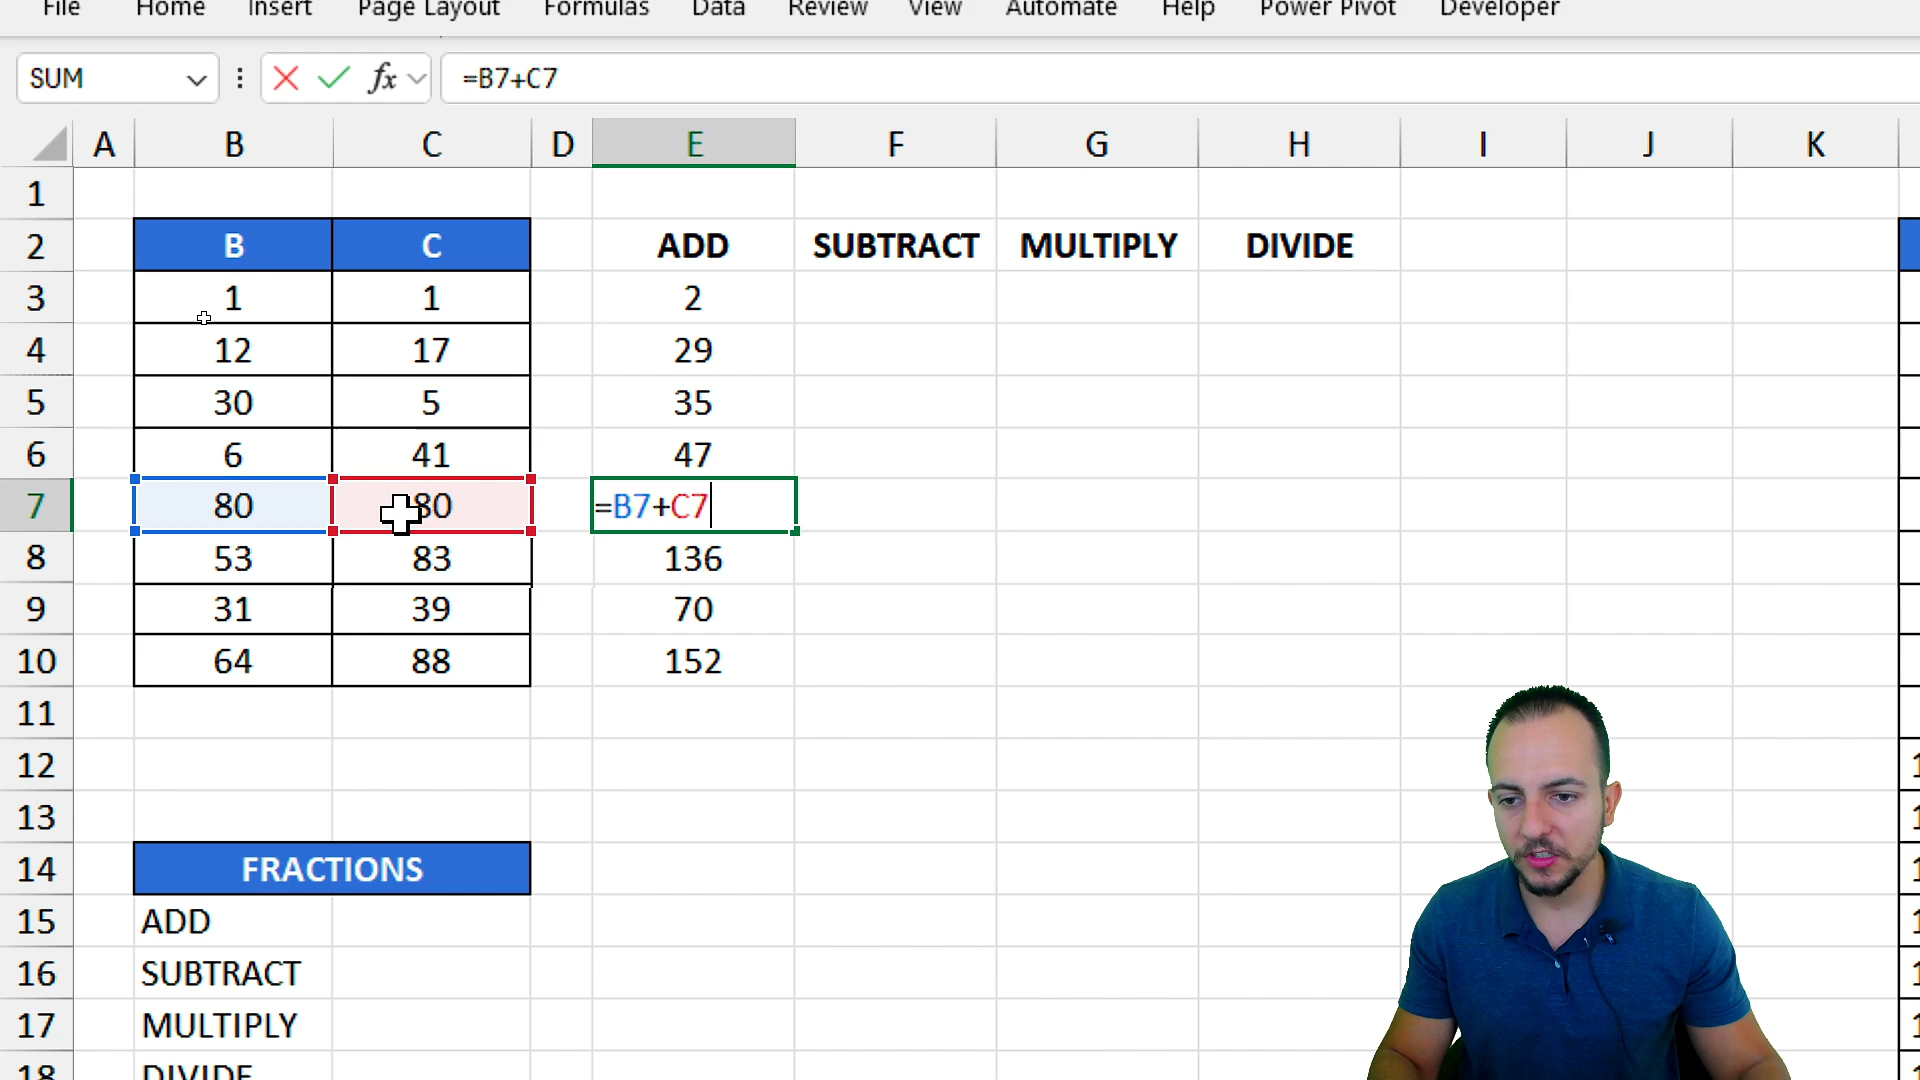 File Home Insert Page Layout Formulas Data Review View Automate Help Power Pivot Developer
SUM fx =B7+C7
A B C D E F G H I J K
1
2 B C ADD SUBTRACT MULTIPLY DIVIDE
3 1 1 2
4 12 17 29
5 30 5 35
6 6 41 47
7 80 80 =B7+C7
8 53 83 136
9 31 39 70
10 64 88 152
11
12
13
14 FRACTIONS
15 ADD
16 SUBTRACT
17 MULTIPLY
18 DIVIDE